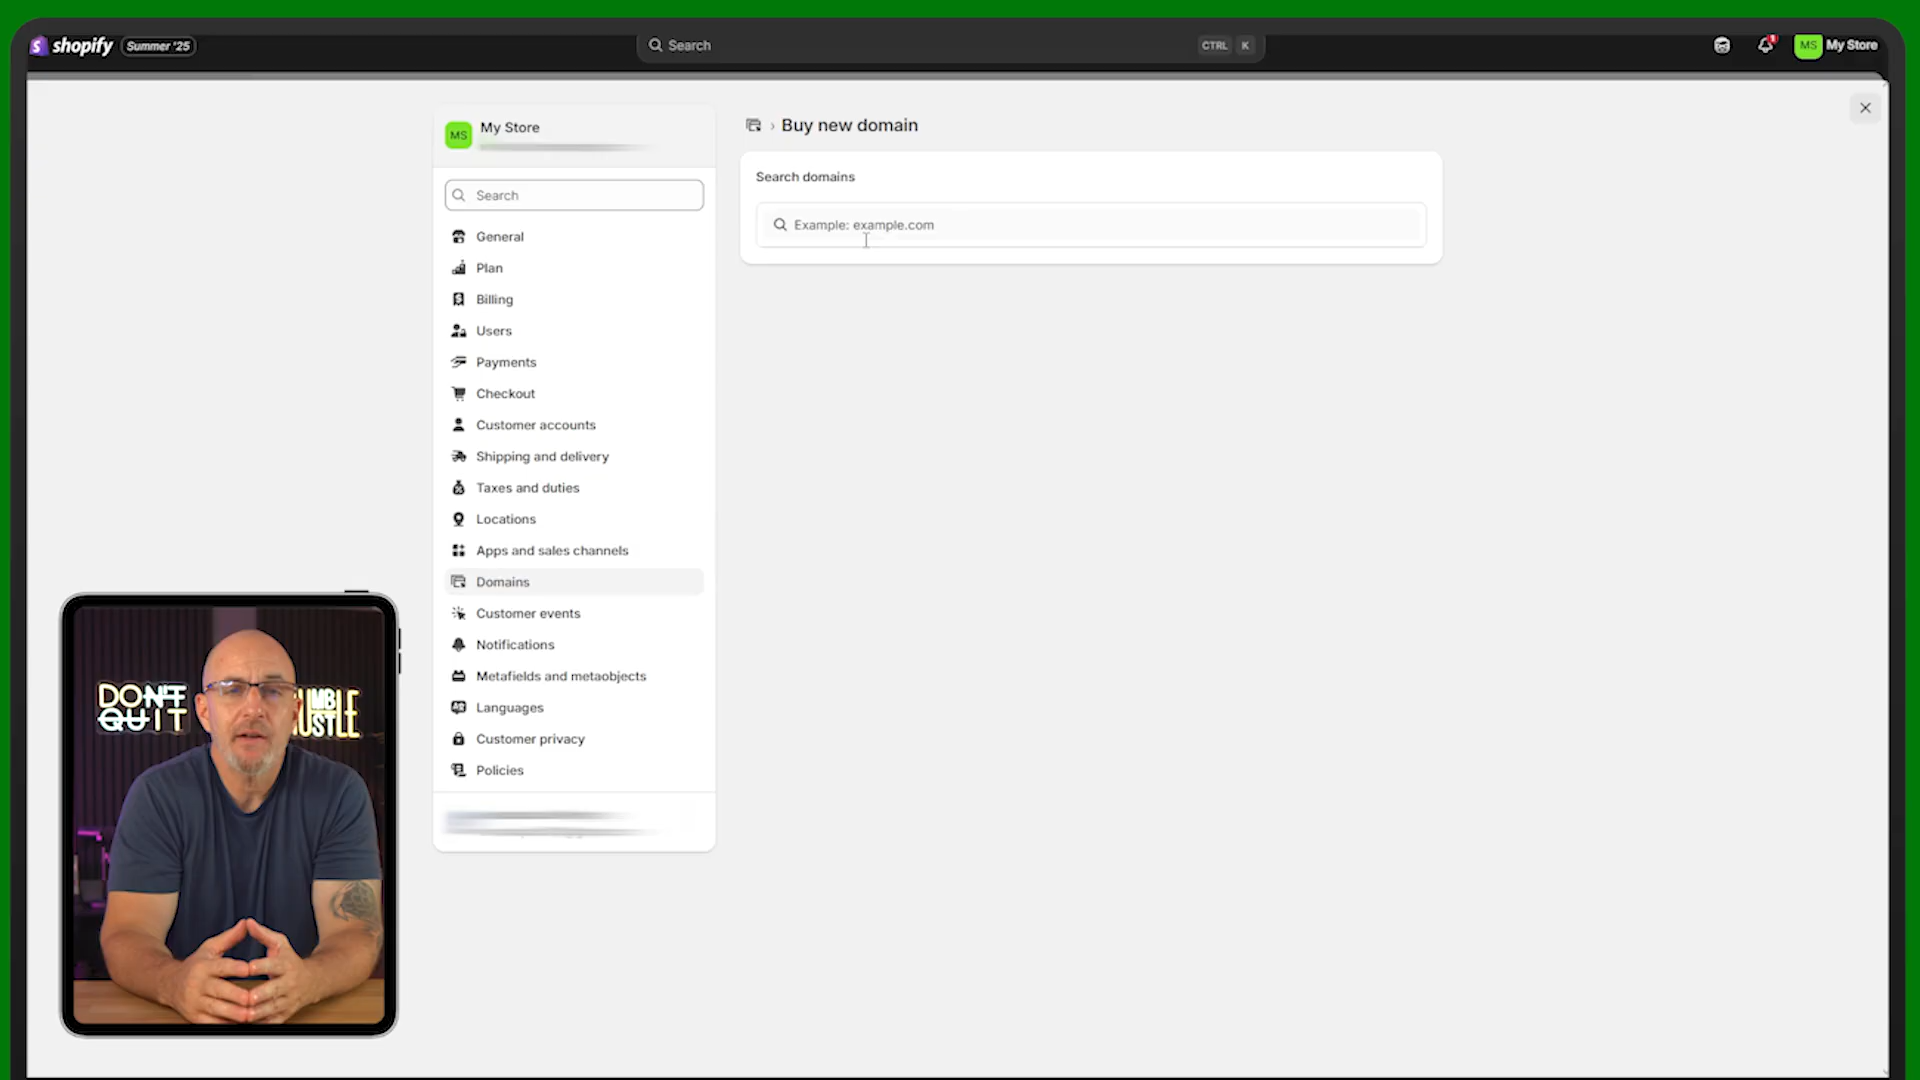 shopify Summer '25
Search CTRL K
1
MS My Store
MS My Store
Search
General
Plan
Billing
Users
Payments
Checkout
Customer accounts
Shipping and delivery
Taxes and duties
Locations
Apps and sales channels
Domains
Customer events
Notifications
Metafields and metaobjects
Languages
Customer privacy
Policies
Buy new domain
Search domains
Example: example.com
DON'T
QUIT